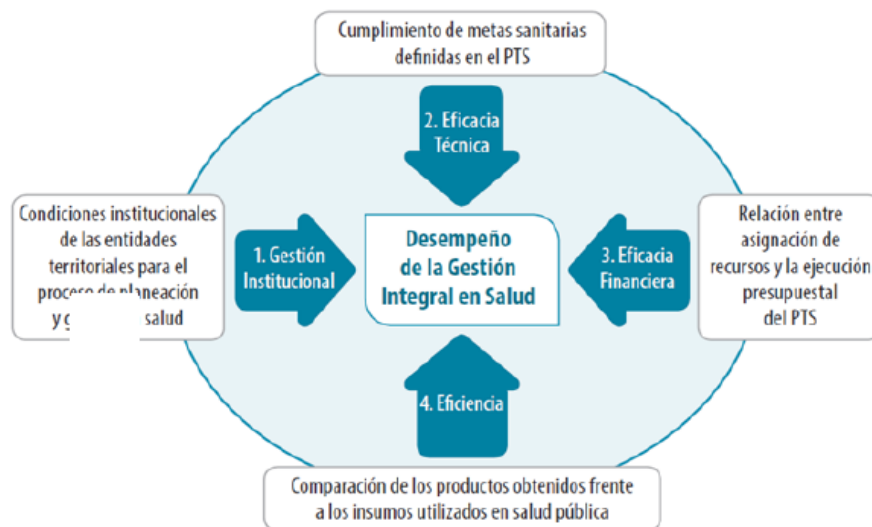 Cumplimiento de metas sanitarias
definidas en el PTS
2. Eficacia
Técnica
Condiciones institucionales
de las entidades
territoriales para el
proceso de planeación
y salud
1. Gestión
Institucional
Desempeño
de la Gestión
Integral en Salud
3. Eficacia
Financiera
Relación entre
asignación de
recursos y la ejecución
presupuestal
del PTS
4. Eficiencia
Comparación de los productos obtenidos frente
a los insumos utilizados en salud pública